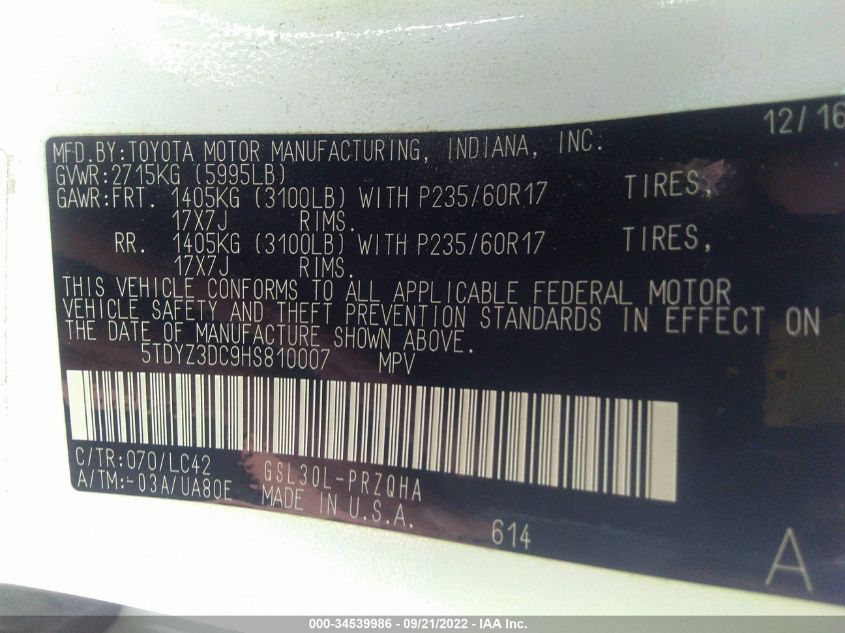 12/16
MFD.BY:TOYOTA MOTOR MANUFACTURING, INDIANA, INC.
GVWR:2715KG (5995LB)
GAWR:FRT. 1405KG (3100LB) WITH P235/60R17 TIRES,
17X7J RIMS.
RR. 1405KG (3100LB) WITH P235/60R17 TIRES,
17X7J RIMS.
THIS VEHICLE CONFORMS TO ALL APPLICABLE FEDERAL MOTOR
VEHICLE SAFETY AND THEFT PREVENTION STANDARDS IN EFFECT ON
THE DATE OF MANUFACTURE SHOWN ABOVE.
5TDYZ3DC9HS810007 MPV
C/TR:070/LC42 GSL30L-PRZQHA
A/TM:-03A/UA80E MADE IN U.S.A.
614
A
000-34539986 - 09/21/2022 - IAA Inc.